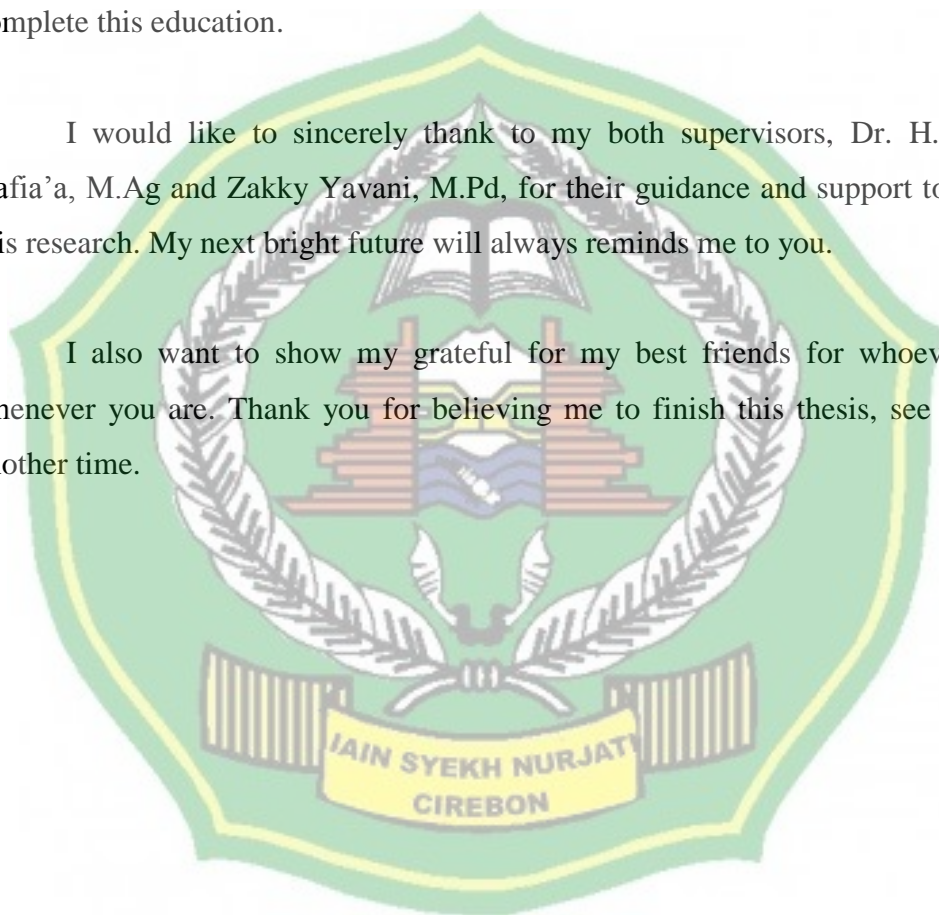 omplete this education.
I would like to sincerely thank to my both supervisors, Dr. H.
afia’a, M.Ag and Zakky Yavani, M.Pd, for their guidance and support to
is research. My next bright future will always reminds me to you.
I also want to show my grateful for my best friends for whoev
henever you are. Thank you for believing me to finish this thesis, see
nother time.
IAIN SYEKH NURJATI
CIREBON